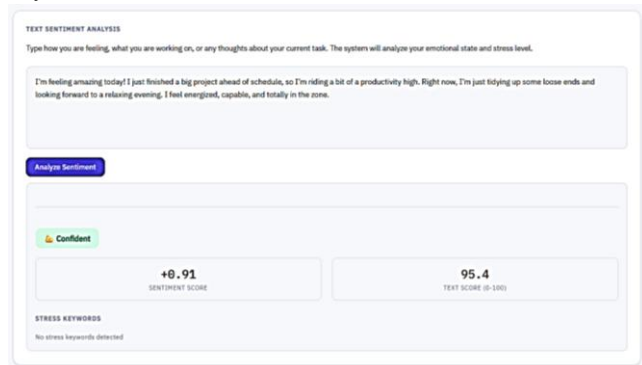 TEXT SENTIMENT ANALYSIS
Type how you are feeling, what you are working on, or any thoughts about your current task. The system will analyze your emotional state and stress level.
I'm feeling amazing today! I just finished a big project ahead of schedule, so I'm riding a bit of a productivity high. Right now, I'm just tidying up some loose ends and
looking forward to a relaxing evening. I feel energized, capable, and totally in the zone.
Analyze Sentiment
Confident
+0.91
SENTIMENT SCORE
95.4
TEXT SCORE (0-100)
STRESS KEYWORDS
No stress keywords detected